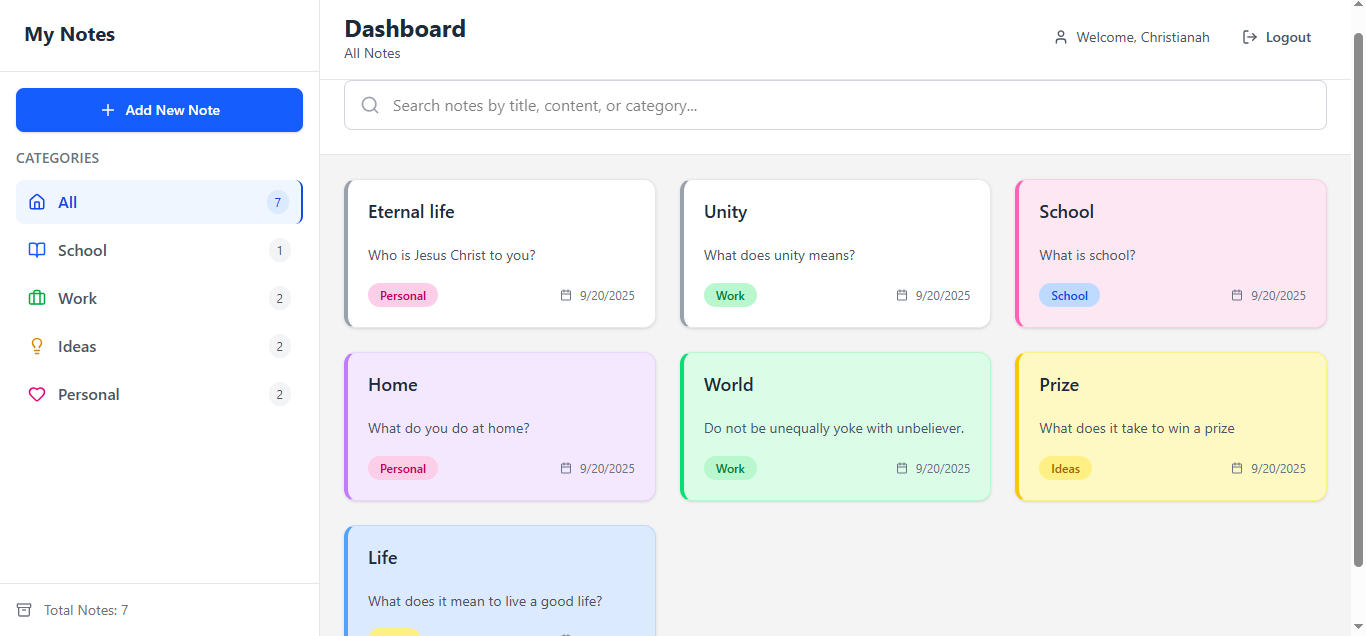 My Notes
Add New Note
CATEGORIES
All 7
School 1
Work 2
Ideas 2
Personal 2
Total Notes: 7
Dashboard
All Notes
Welcome, Christianah
Logout
Search notes by title, content, or category...
Eternal life
Who is Jesus Christ to you?
Personal 9/20/2025
Unity
What does unity means?
Work 9/20/2025
School
What is school?
School 9/20/2025
Home
What do you do at home?
Personal 9/20/2025
World
Do not be unequally yoke with unbeliever.
Work 9/20/2025
Prize
What does it take to win a prize
Ideas 9/20/2025
Life
What does it mean to live a good life?